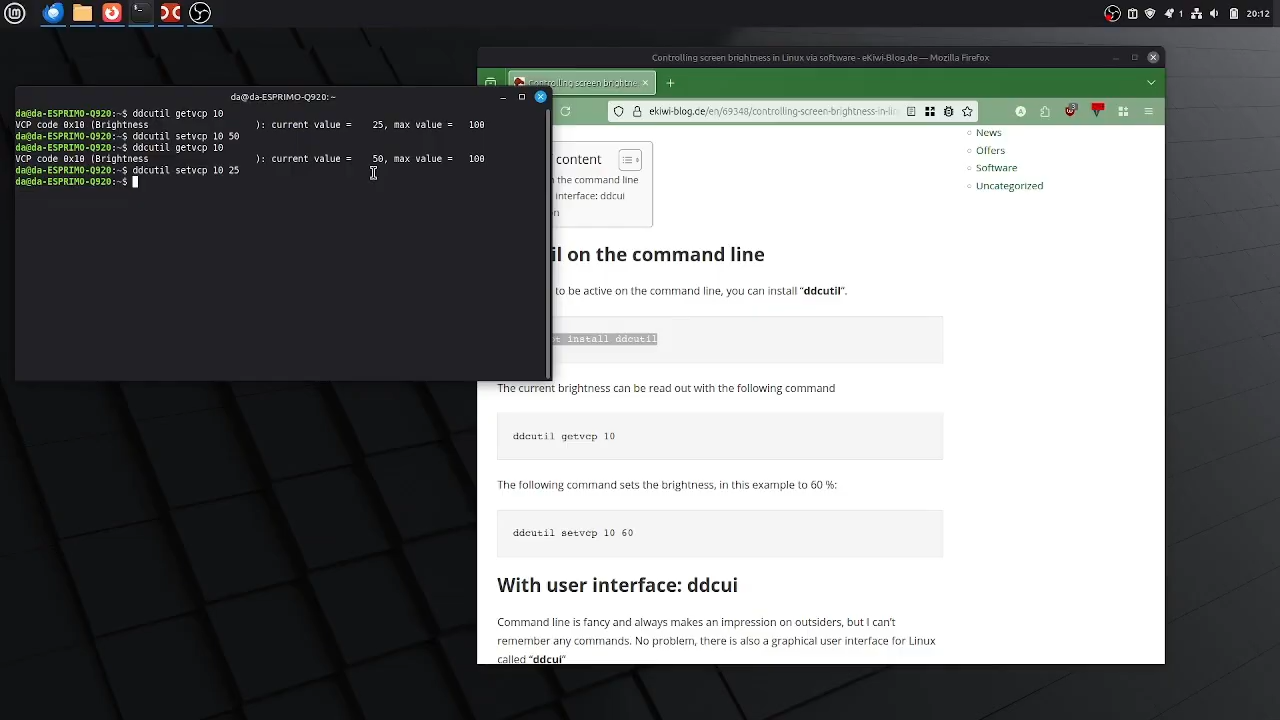 1
20:12
Controlling screen brightness in Linux via software - eKiwi-Blog.de — Mozilla Firefox
Controlling screen brightne
ekiwi-blog.de/en/69348/controlling-screen-brightness-in-lin
da@da-ESPRIMO-Q920:~
da@da-ESPRIMO-Q920:~$ ddcutil getvcp 10
VCP code 0x10 (Brightness                    ): current value =    25, max value =   100
da@da-ESPRIMO-Q920:~$ ddcutil setvcp 10 50
da@da-ESPRIMO-Q920:~$ ddcutil getvcp 10
VCP code 0x10 (Brightness                    ): current value =    50, max value =   100
da@da-ESPRIMO-Q920:~$ ddcutil setvcp 10 25
da@da-ESPRIMO-Q920:~$
content
n the command line
interface: ddcui
on
News
Offers
Software
Uncategorized
il on the command line
to be active on the command line, you can install “ddcutil”.
install ddcutil
The current brightness can be read out with the following command
ddcutil getvcp 10
The following command sets the brightness, in this example to 60 %:
ddcutil setvcp 10 60
With user interface: ddcui
Command line is fancy and always makes an impression on outsiders, but I can’t
remember any commands. No problem, there is also a graphical user interface for Linux
called “ddcui”